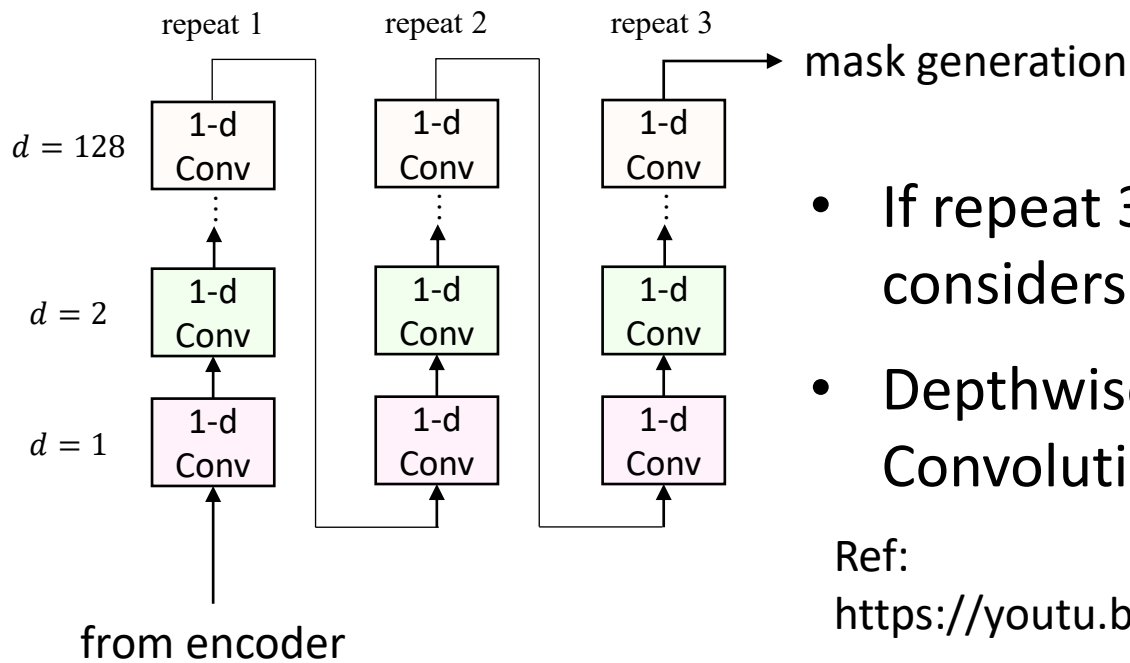 repeat 1
repeat 2
repeat 3
mask generation
d = 128
1-d
Conv
1-d
Conv
1-d
Conv
d = 2
1-d
Conv
1-d
Conv
1-d
Conv
d = 1
1-d
Conv
1-d
Conv
1-d
Conv
from encoder
• If repeat
considers
• Depthwise
Convoluti
Ref:
https://youtu.b